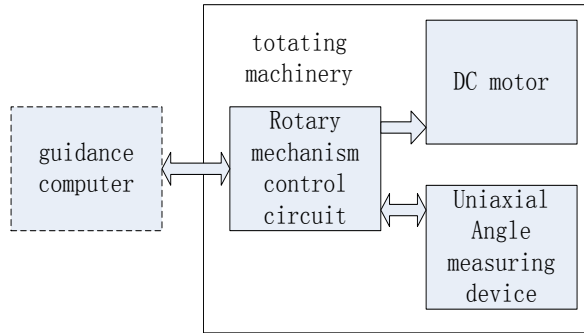 totating
machinery
DC motor
guidance
computer
Rotary
mechanism
control
circuit
Uniaxial
Angle
measuring
device